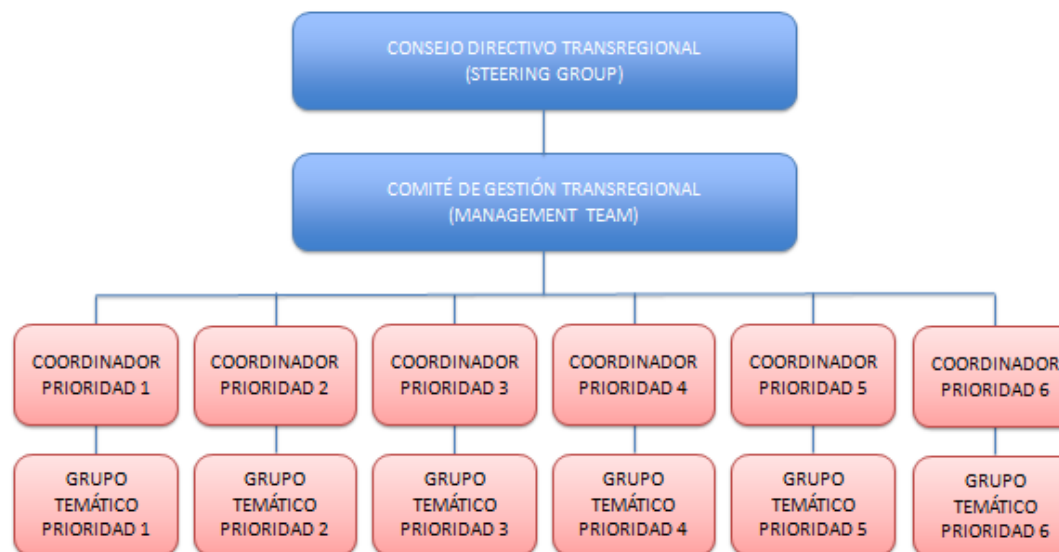 CONSEJO DIRECTIVO TRANSREGIONAL
(STEERING GROUP)
COMITÉ DE GESTIÓN TRANSREGIONAL
(MANAGEMENT TEAM)
COORDINADOR
PRIORIDAD 1
COORDINADOR
PRIORIDAD 2
COORDINADOR
PRIORIDAD 3
COORDINADOR
PRIORIDAD 4
COORDINADOR
PRIORIDAD 5
COORDINADOR
PRIORIDAD 6
GRUPO
TEMÁTICO
PRIORIDAD 1
GRUPO
TEMÁTICO
PRIORIDAD 2
GRUPO
TEMÁTICO
PRIORIDAD 3
GRUPO
TEMÁTICO
PRIORIDAD 4
GRUPO
TEMÁTICO
PRIORIDAD 5
GRUPO
TEMÁTICO
PRIORIDAD 6